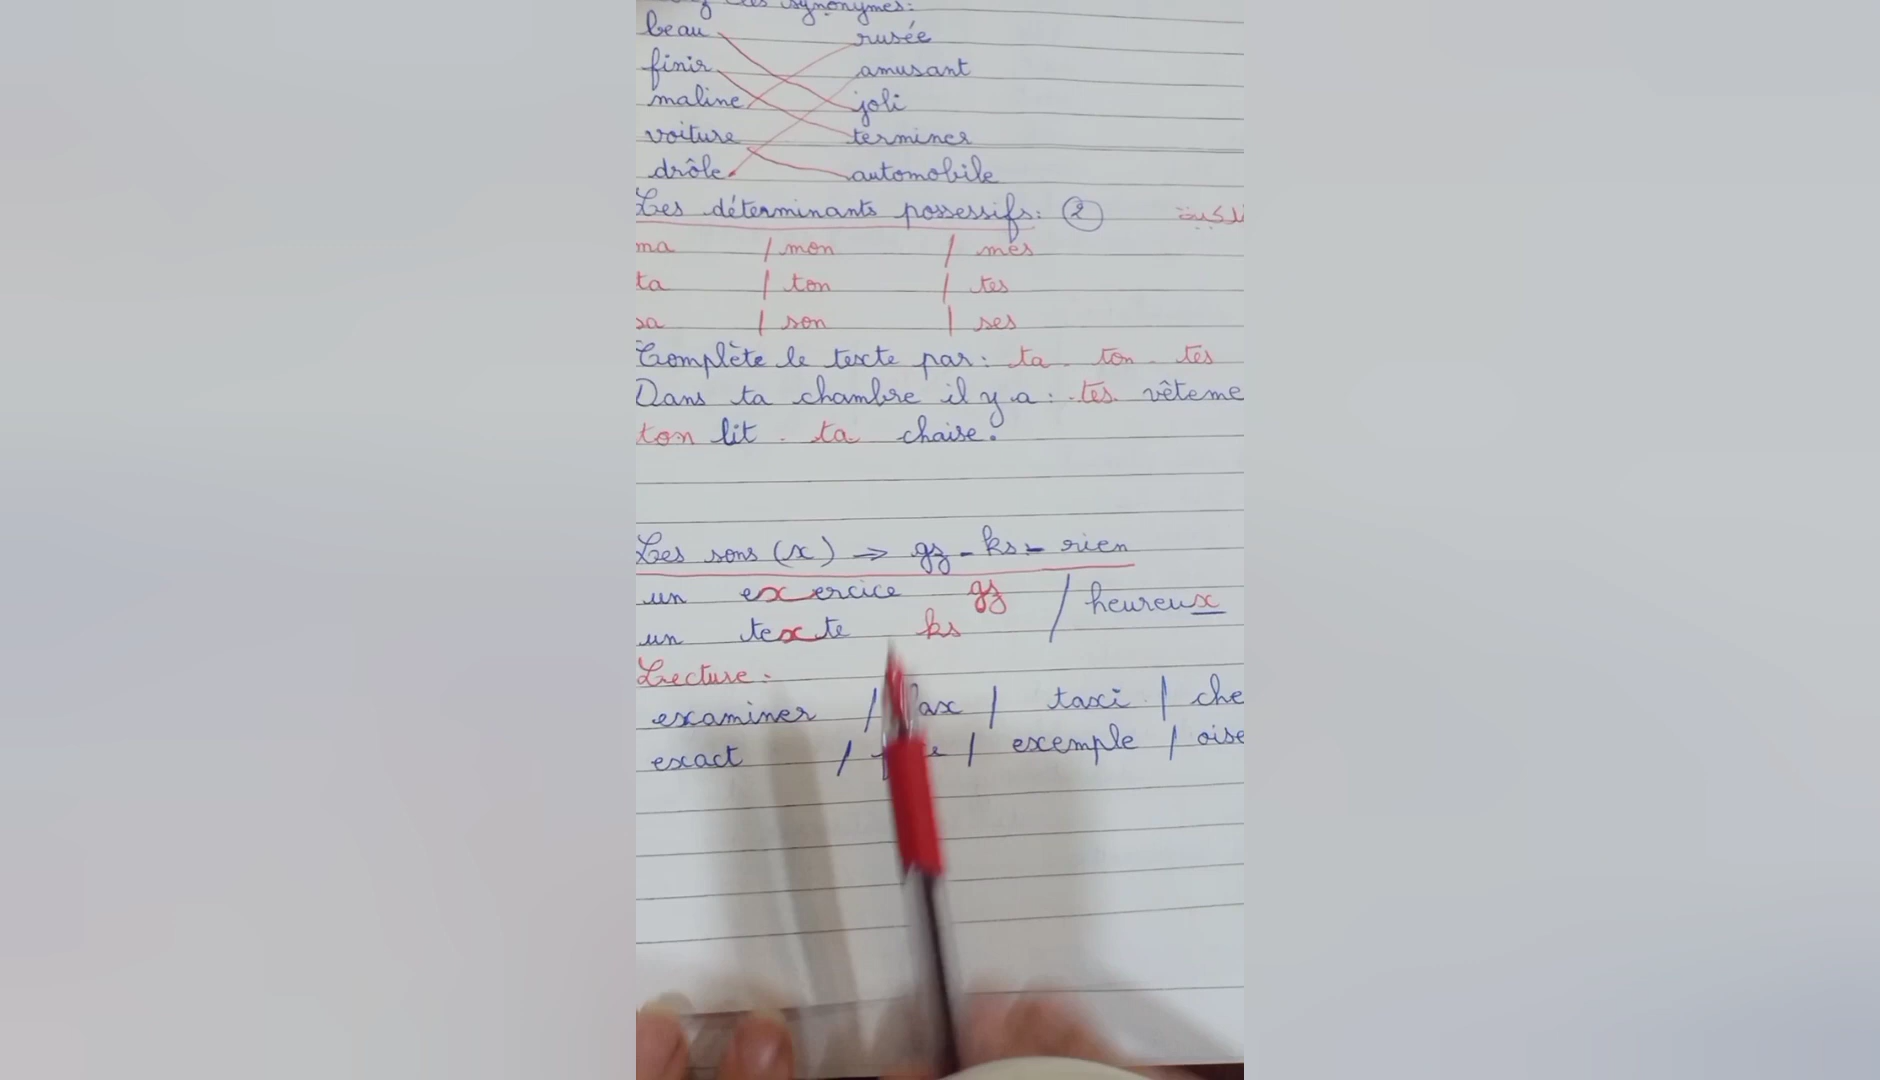 synonymes:
beau rusée
finir amusant
maline joli
voiture terminer
drôle automobile
Les déterminants possessifs: 2
ma / mon / mes
ta / ton / tes
sa / son / ses
Complète le texte par: ta - ton - tes
Dans ta chambre il y a: tes vêteme
ton lit - ta chaise.
Les sons (x) → gz - ks - rien
un exercice gz / heureux
un texte ks
Lecture:
examiner / / taxi / che
exact / / exemple / oise